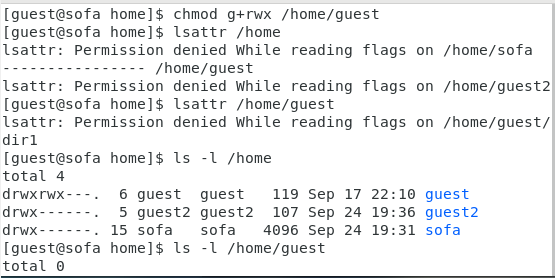 [guest@sofa home]$ chmod g+rwx /home/guest
[guest@sofa home]$ lsattr /home
lsattr: Permission denied While reading flags on /home/sofa
---------------- /home/guest
lsattr: Permission denied While reading flags on /home/guest2
[guest@sofa home]$ lsattr /home/guest
lsattr: Permission denied While reading flags on /home/guest/
dir1
[guest@sofa home]$ ls -l /home
total 4
drwxrwx---.  6 guest  guest   119 Sep 17 22:10 guest
drwx------.  5 guest2 guest2  107 Sep 24 19:36 guest2
drwx------. 15 sofa   sofa   4096 Sep 24 19:31 sofa
[guest@sofa home]$ ls -l /home/guest
total 0